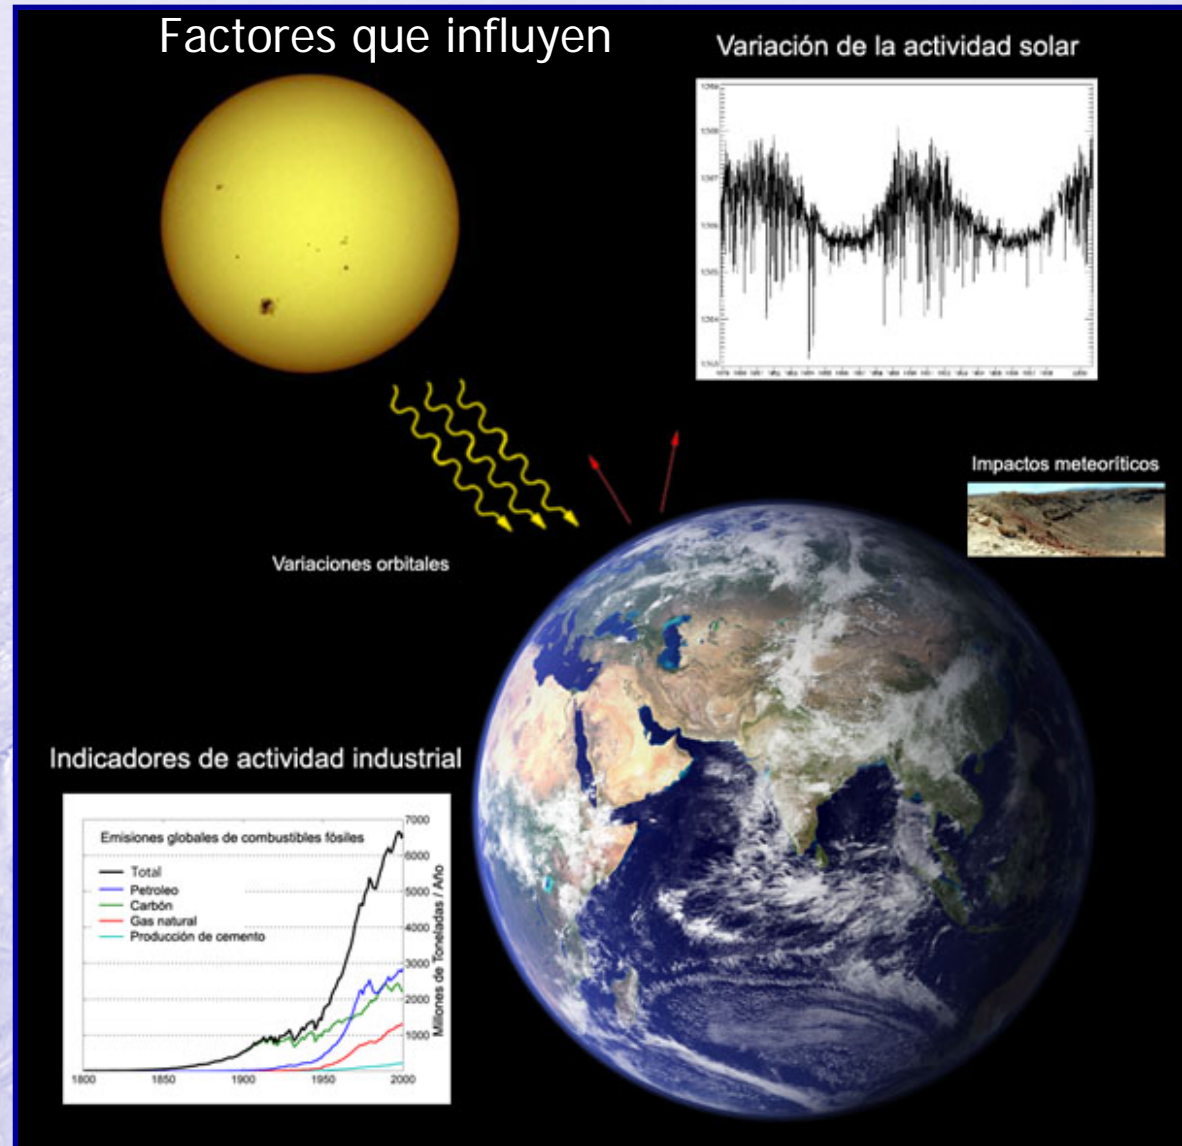 Factores que influyen
Variación de la actividad solar
Impactos meteoríticos
Variaciones orbitales
Indicadores de actividad industrial
Emisiones globales de combustibles fósiles
Total
Petroleo
Carbón
Gas natural
Producción de cemento
7000
6000
5000
4000
3000
2000
1000
Millones de Toneladas / Año
1800 1850 1900 1950 2000